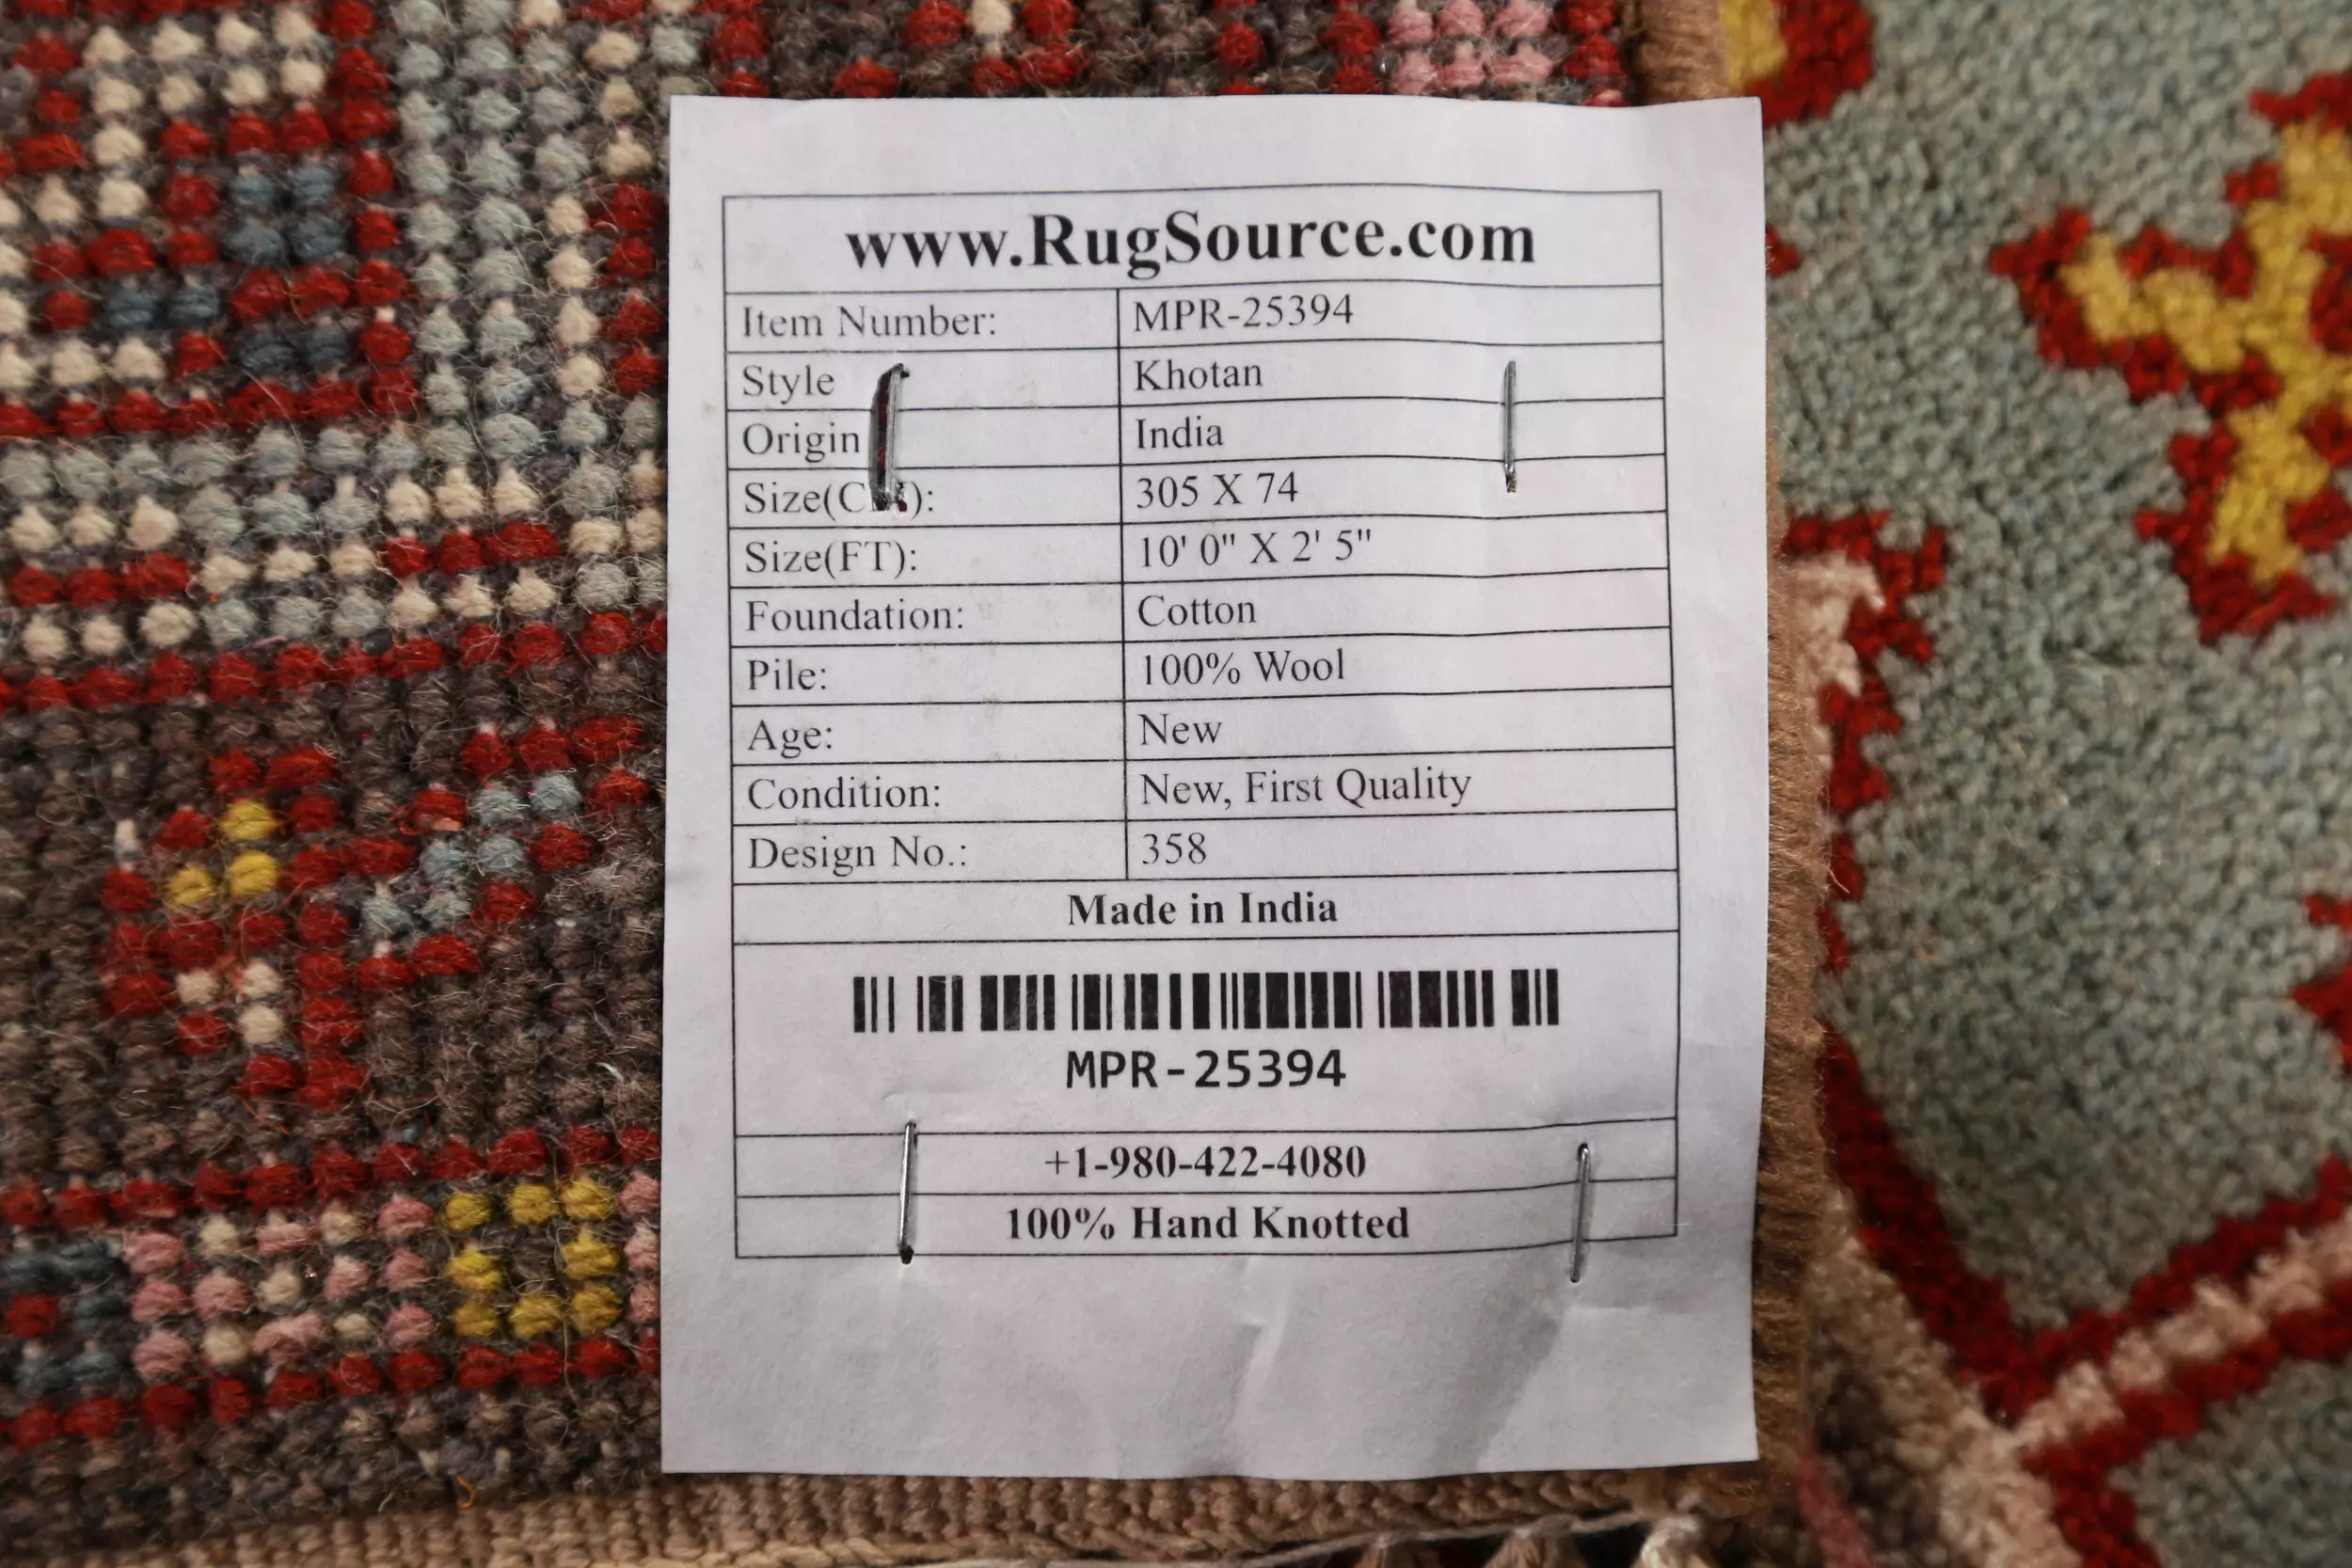 www.RugSource.com
Item Number: MPR-25394
Style Khotan
Origin India
Size(CM): 305 X 74
Size(FT): 10' 0" X 2' 5"
Foundation: Cotton
Pile: 100% Wool
Age: New
Condition: New, First Quality
Design No.: 358
Made in India
MPR-25394
+1-980-422-4080
100% Hand Knotted